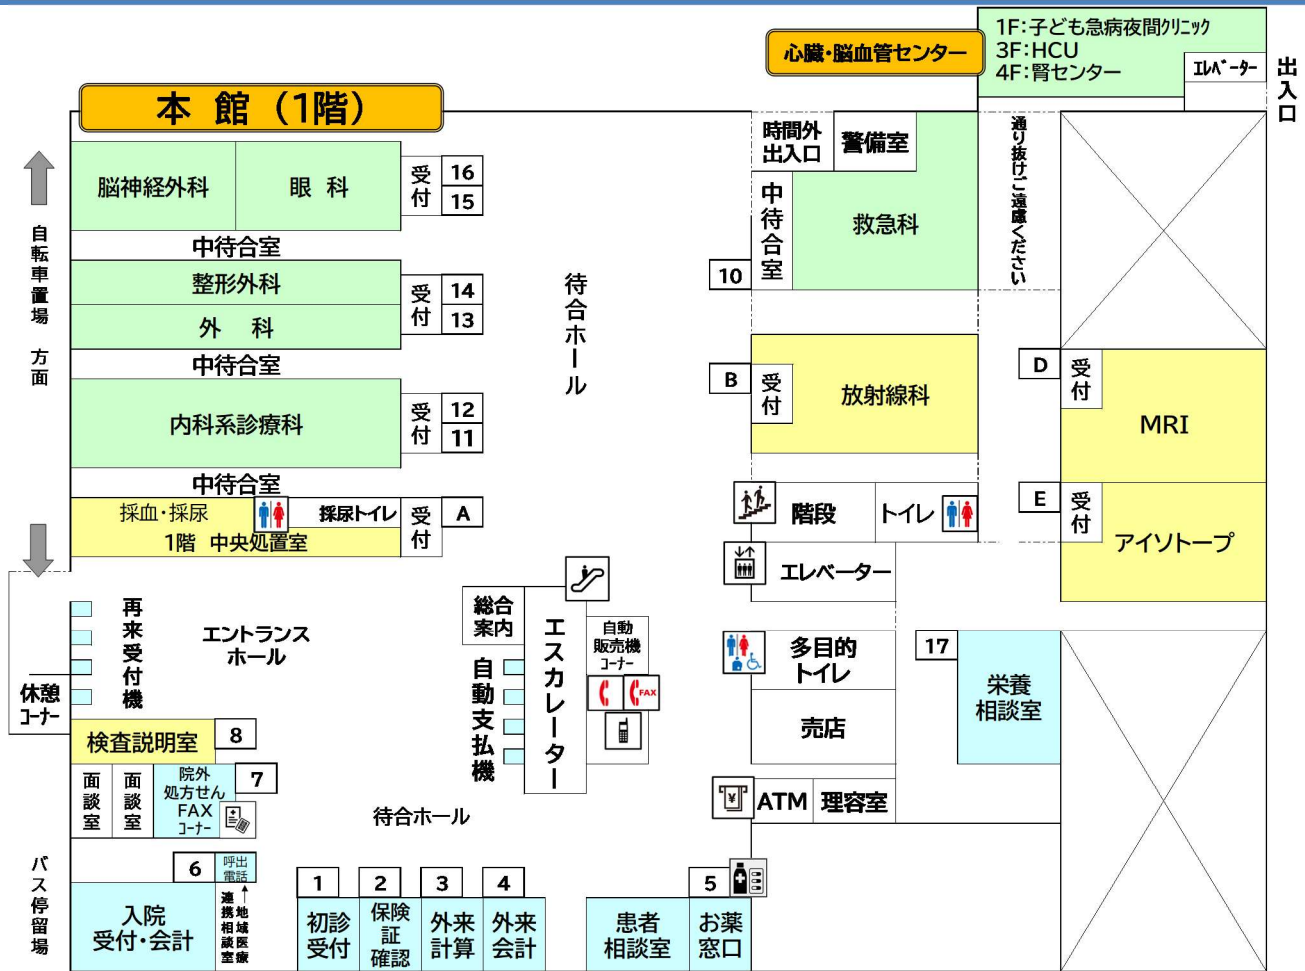 心臓・脳血管センター
1F:子ども急病夜間クリニック
3F:HCU
4F:腎センター
エレベーター
出入口
本 館 (1階)
自転車置場 方面
脳神経外科
眼 科
受付
16
15
中待合室
整形外科
外 科
受付
14
13
中待合室
内科系診療科
受付
12
11
中待合室
採血・採尿
採尿トイレ
1階 中央処置室
受付
A
待合ホール
時間外
出入口
警備室
中待合室
救急科
10
通り抜けご遠慮ください
B
受付
放射線科
D
受付
MRI
E
受付
アイソトープ
階段
トイレ
エレベーター
多目的
トイレ
売店
ATM
理容室
17
栄養
相談室
再来受付機
エントランス
ホール
休憩
コーナー
総合
案内
エスカレーター
自動支払機
自動
販売機
コーナー
FAX
検査説明室
8
面談室
面談室
院外
処方せん
FAX
コーナー
7
待合ホール
バス停留場
6
呼出
電話
入院
受付・会計
↑地域医療
連携相談室
1
初診
受付
2
保険
証
確認
3
外来
計算
4
外来
会計
患者
相談室
5
お薬
窓口